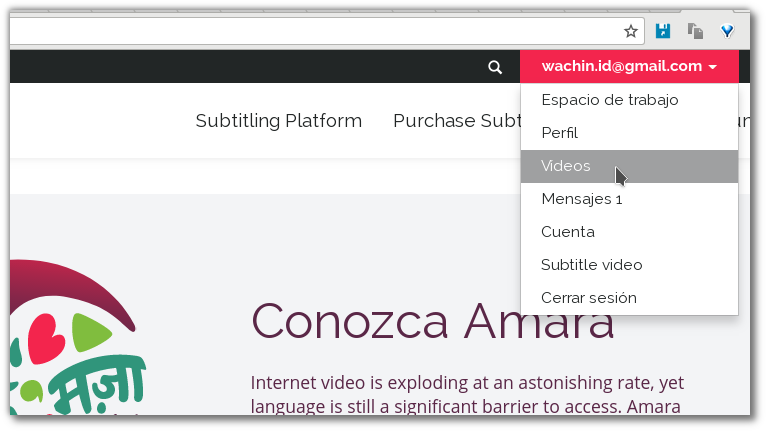 wachin.id@gmail.com
Subtitling Platform Purchase
Espacio de trabajo
Perfil
Videos
Mensajes 1
Cuenta
Subtitle video
Cerrar sesión
Conozca Amara
Internet video is exploding at an astonishing rate, yet
language is still a significant barrier to access. Amara
मज़ा